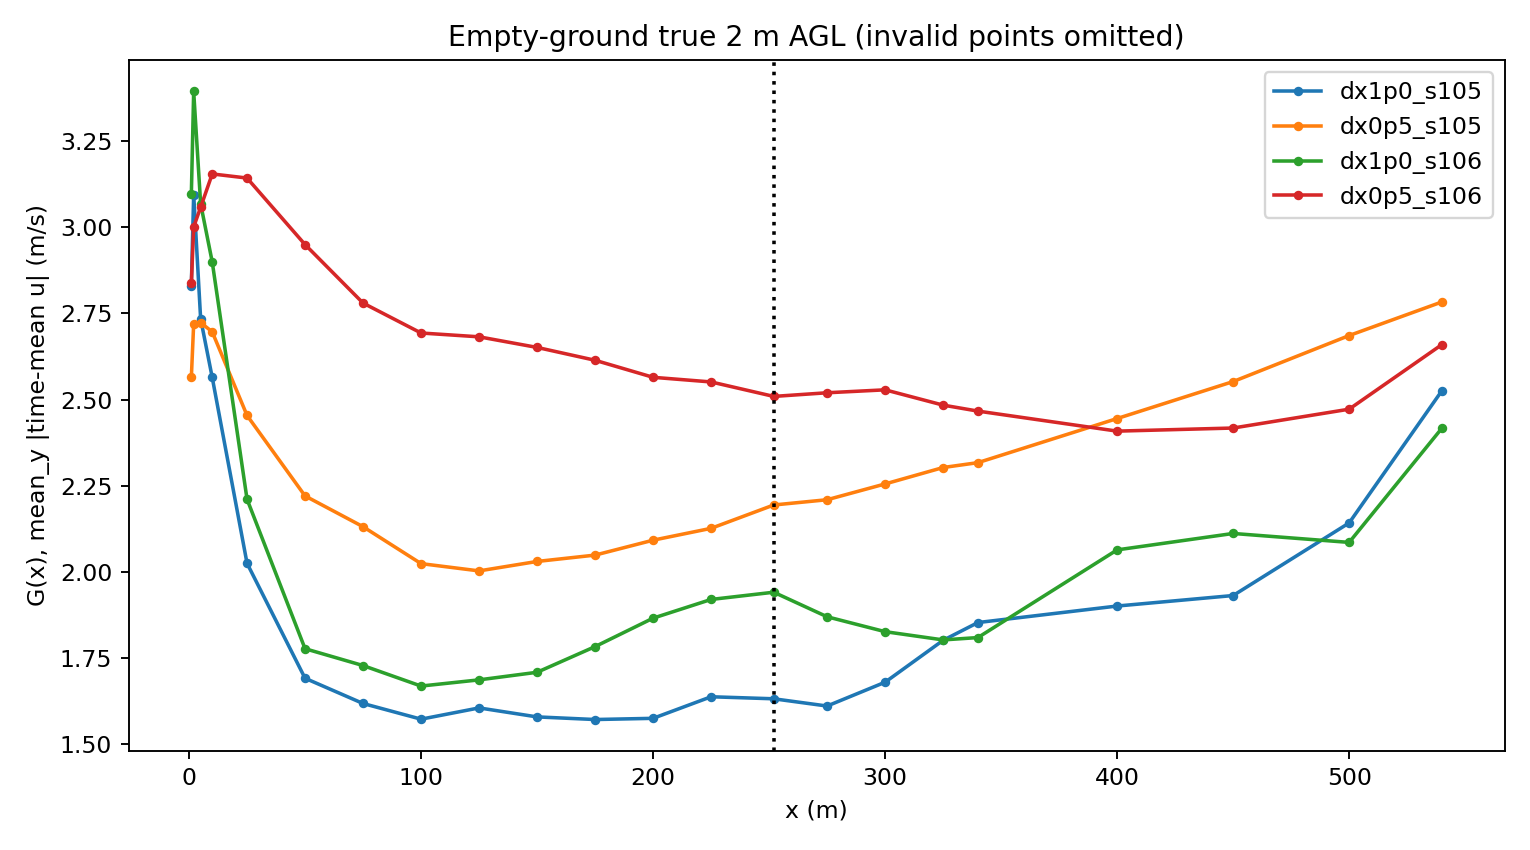 Empty-ground true 2 m AGL (invalid points omitted)
G(x), mean_y |time-mean u| (m/s)
3.25
3.00
2.75
2.50
2.25
2.00
1.75
1.50
dx1p0_s105
dx0p5_s105
dx1p0_s106
dx0p5_s106
0 100 200 300 400 500
x (m)